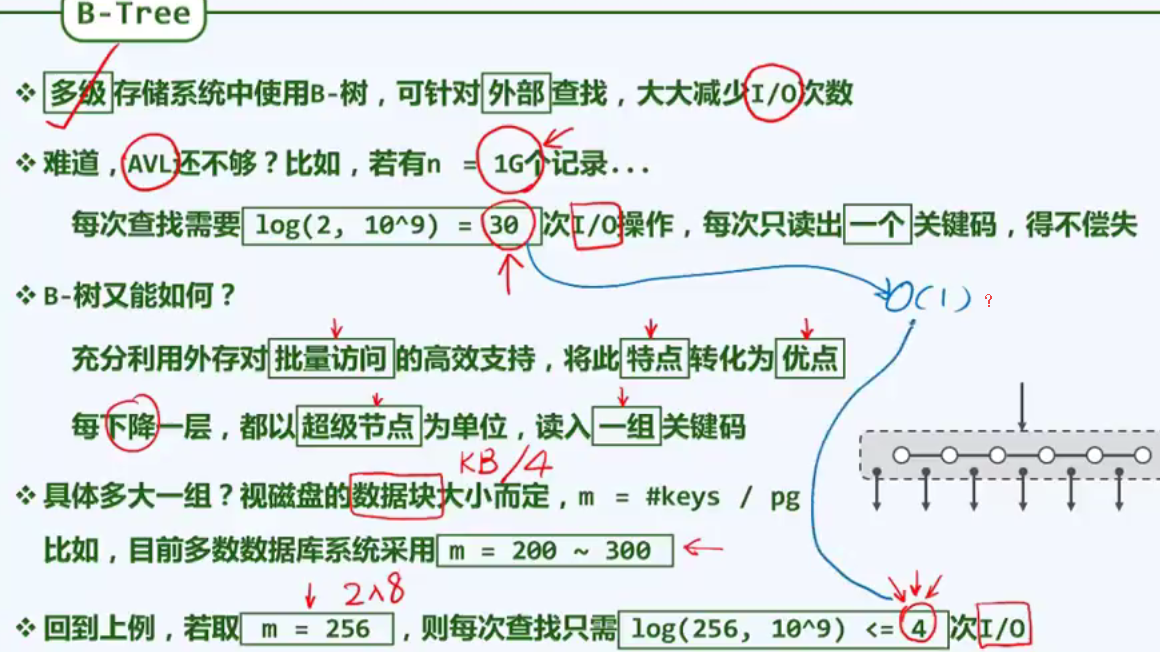 B-Tree
❖ 多级存储系统中使用B-树，可针对外部查找，大大减少I/O次数
❖ 难道，AVL还不够？比如，若有n = 1G个记录...
每次查找需要 log(2, 10^9) = 30 次I/O操作，每次只读出一个关键码，得不偿失
❖ B-树又能如何？
O(1)?
充分利用外存对批量访问的高效支持，将此特点转化为优点
每下降一层，都以超级节点为单位，读入一组关键码
KB/4
❖ 具体多大一组？视磁盘的数据块大小而定，m = #keys / pg
比如，目前多数数据库系统采用 m = 200 ~ 300
2^8
❖ 回到上例，若取 m = 256 ，则每次查找只需 log(256, 10^9) <= 4 次I/O